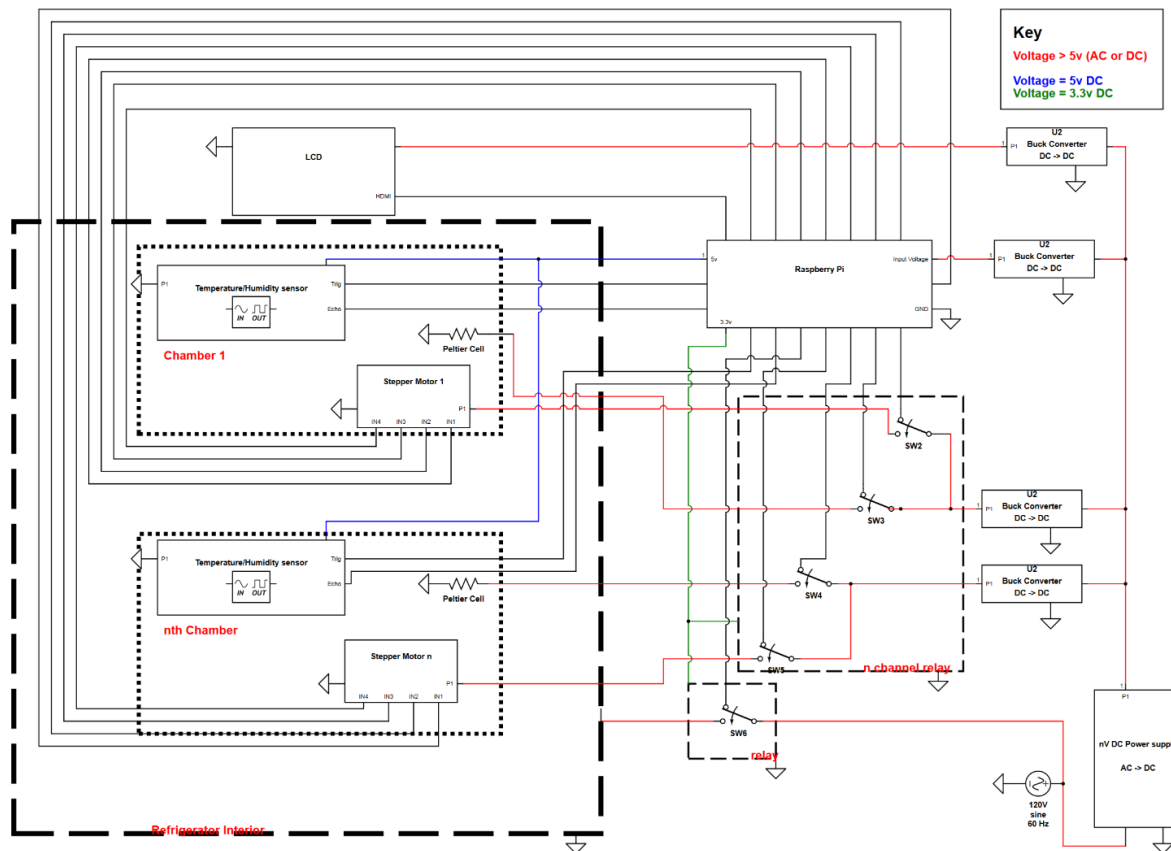 Key
Voltage > 5v (AC or DC)
Voltage = 5v DC
Voltage = 3.3v DC
U2
Buck Converter
DC -> DC
1
P1
LCD
HDMI
U2
Buck Converter
DC -> DC
1
P1
1
5v
Raspberry Pi
Input Voltage
GND
3.3v
P1
Temperature/Humidity sensor
IN
OUT
Trig
Echo
Chamber 1
Peltier Cell
Stepper Motor 1
P1
IN4
IN3
IN2
IN1
SW2
SW3
U2
Buck Converter
DC -> DC
1
P1
P1
Temperature/Humidity sensor
IN
OUT
Trig
Echo
nth Chamber
Peltier Cell
SW4
U2
Buck Converter
DC -> DC
1
P1
Stepper Motor n
P1
IN4
IN3
IN2
IN1
SW5
n channel relay
SW6
relay
1
P1
nV DC Power suppl
AC -> DC
120V
sine
60 Hz
Refrigerator Interior